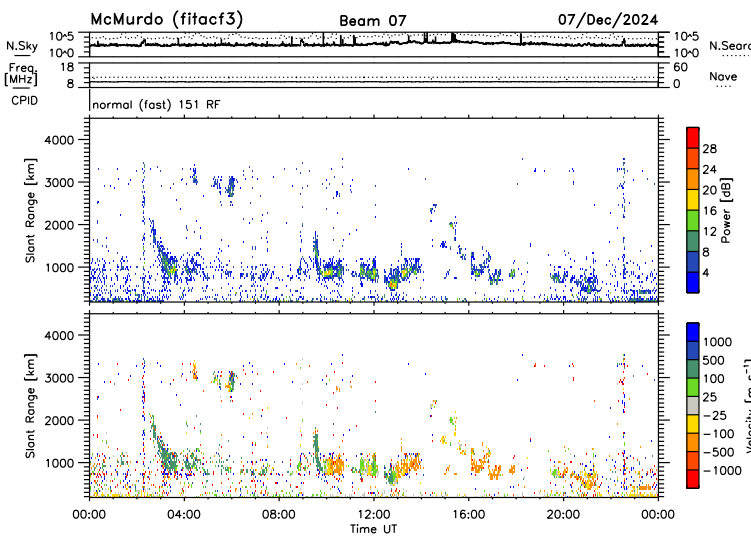 McMurdo (fitacf3) Beam 07 07/Dec/2024
N.Sky 10^5 10^0 10^5 10^0 N.Sear
Freq. [MHz] 18 8 60 0 Nave
CPID normal (fast) 151 RF
Slant Range [km] 4000 3000 2000 1000
Power [dB] 28 24 20 16 12 8 4
Slant Range [km] 4000 3000 2000 1000
Velocity [m s^-1] 1000 500 100 25 -25 -100 -500 -1000
00:00 04:00 08:00 12:00 16:00 20:00 00:00
Time UT